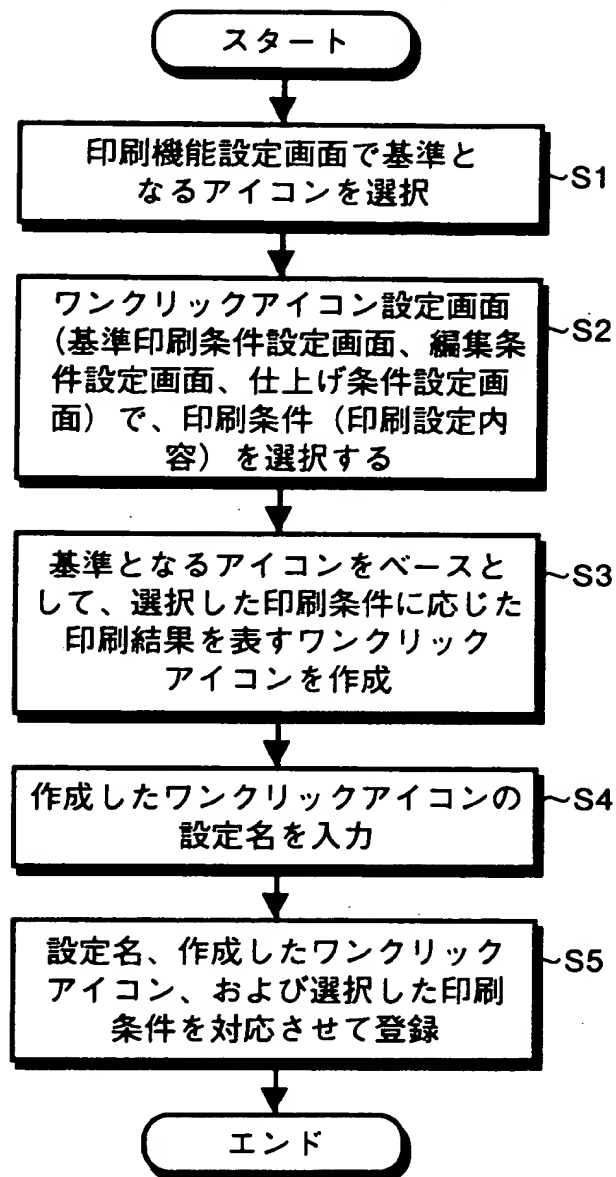 スタート
印刷機能設定画面で基準と
なるアイコンを選択
~S1
ワンクリックアイコン設定画面
(基準印刷条件設定画面、編集条
件設定画面、仕上げ条件設定画
面)で、印刷条件(印刷設定内
容)を選択する
~S2
基準となるアイコンをベースと
して、選択した印刷条件に応じた
印刷結果を表すワンクリック
アイコンを作成
~S3
作成したワンクリックアイコンの
設定名を入力
~S4
設定名、作成したワンクリック
アイコン、および選択した印刷
条件を対応させて登録
~S5
エンド